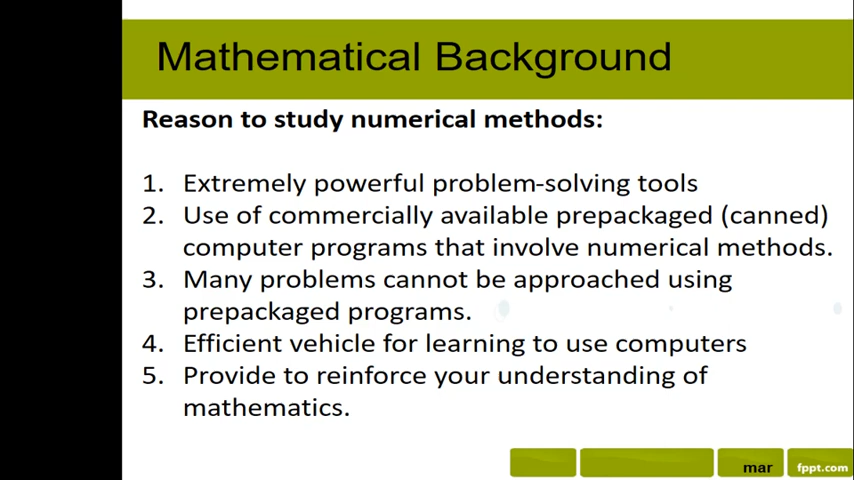 Mathematical Background
Reason to study numerical methods:
1. Extremely powerful problem-solving tools
2. Use of commercially available prepackaged (canned)
computer programs that involve numerical methods.
3. Many problems cannot be approached using
prepackaged programs.
4. Efficient vehicle for learning to use computers
5. Provide to reinforce your understanding of
mathematics.
mar
fppt.com